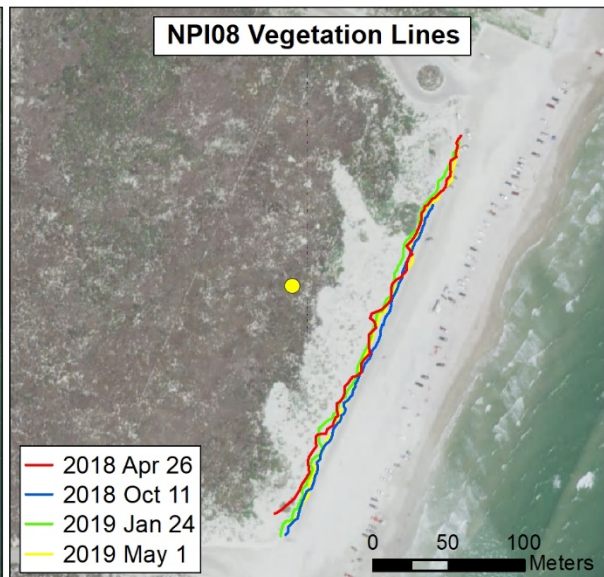 NPI08 Vegetation Lines
2018 Apr 26
2018 Oct 11
2019 Jan 24
2019 May 1
0 50 100
Meters